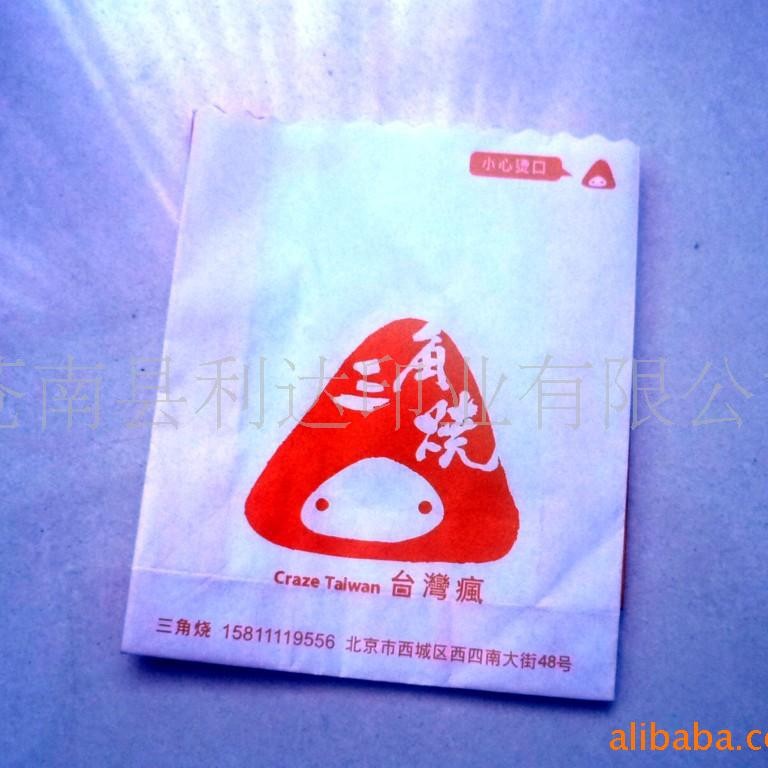 小心燙口
三角燒
苍南县利达印业有限公
Craze Taiwan 台灣瘋
三角烧 15811119556 北京市西城区西四南大街48号
alibaba.co